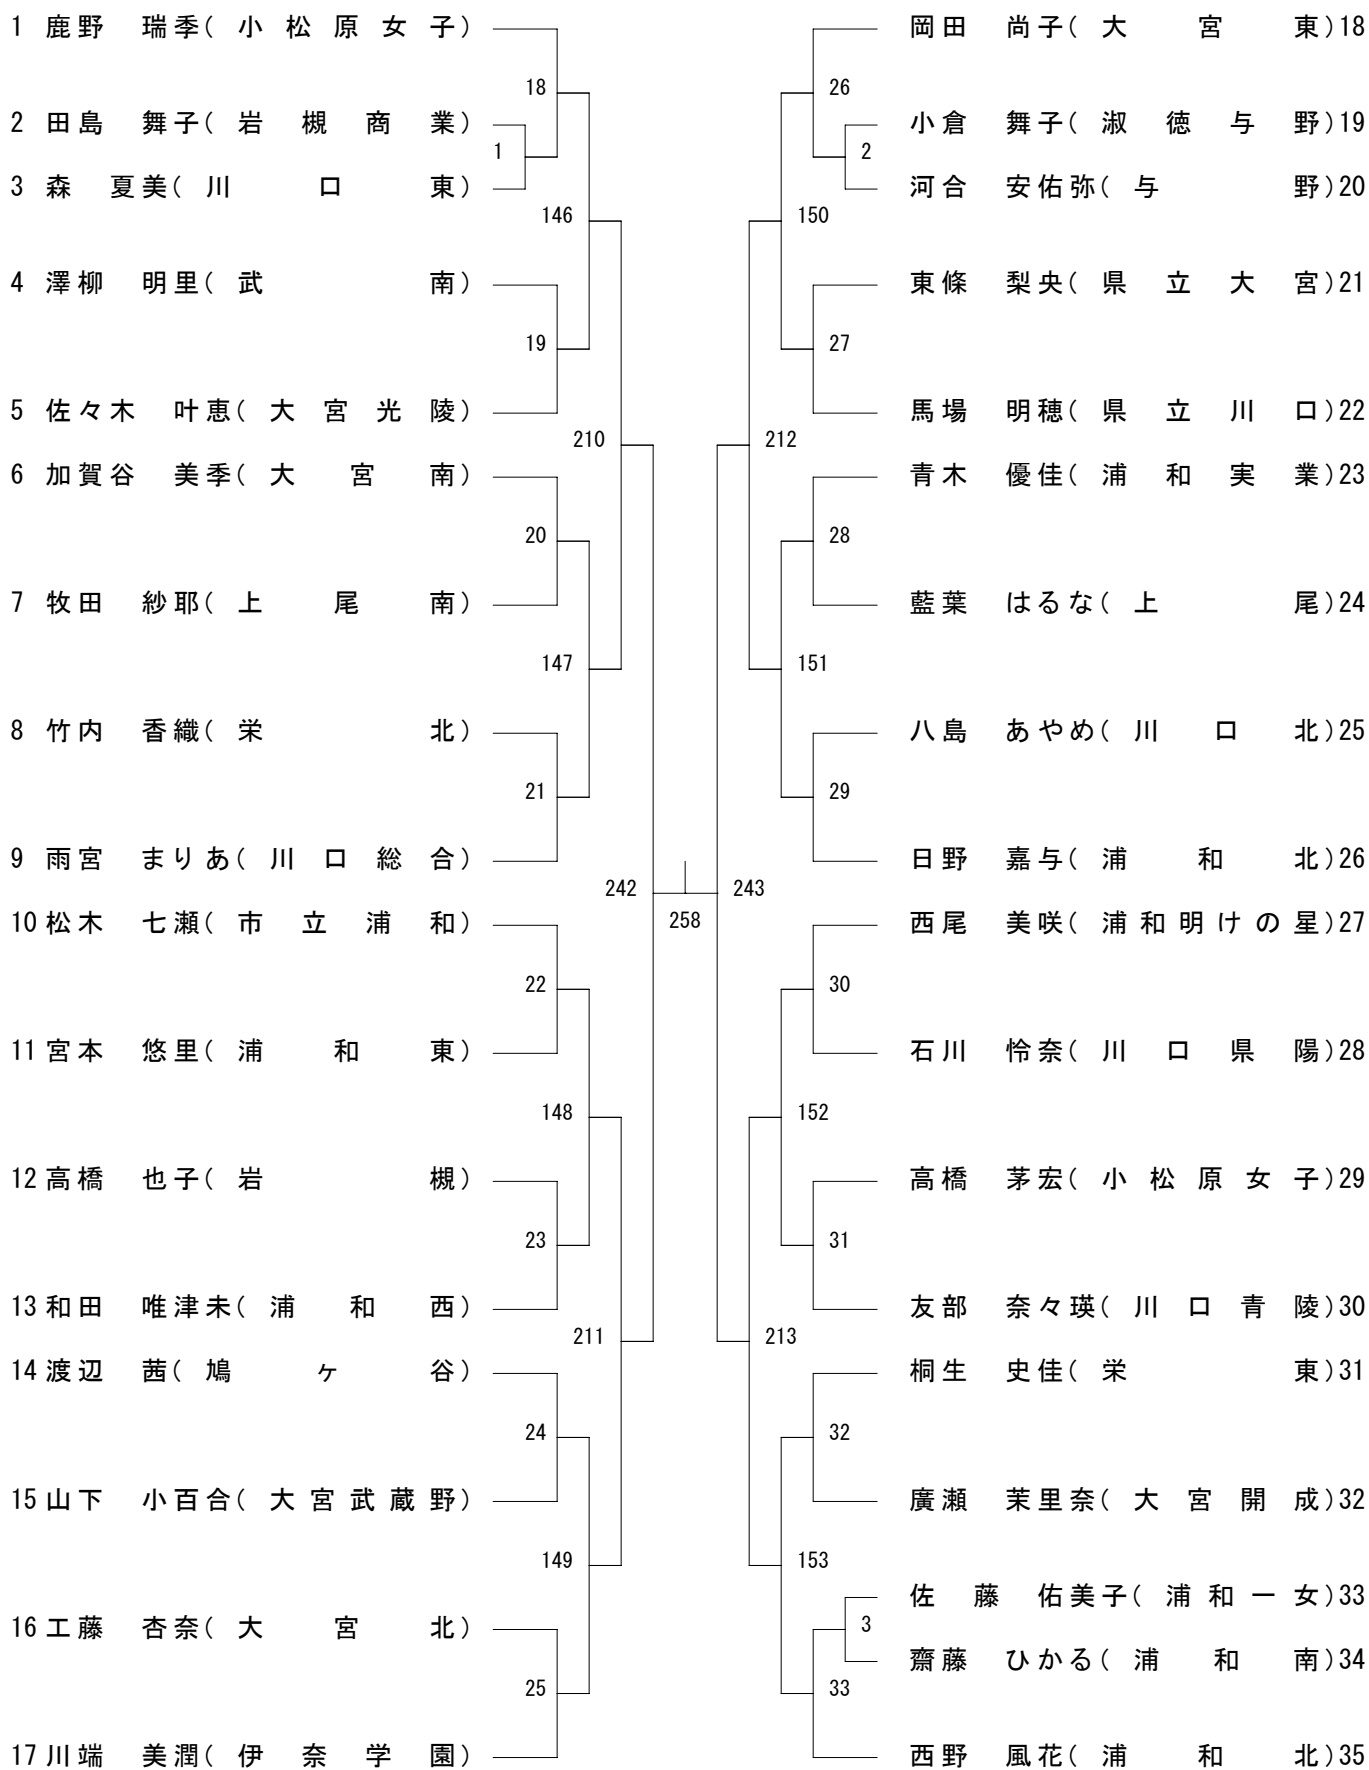 1 鹿野 瑞季( 小松原女子)
18
2 田島 舞子( 岩槻商業)
1
3 森 夏美( 川口東)
146
4 澤柳 明里( 武南)
19
5 佐々木 叶恵( 大宮光陵)
210
6 加賀谷 美季( 大宮南)
20
7 牧田 紗耶( 上尾南)
147
8 竹内 香織( 栄北)
21
9 雨宮 まりあ( 川口総合)
242
10 松木 七瀬( 市立浦和)
22
11 宮本 悠里( 浦和東)
148
12 高橋 也子( 岩槻)
23
13 和田 唯津未( 浦和西)
211
14 渡辺 茜( 鳩ヶ谷)
24
15 山下 小百合( 大宮武蔵野)
149
16 工藤 杏奈( 大宮北)
25
17 川端 美潤( 伊奈学園)
258
岡田 尚子( 大宮東)18
26
小倉 舞子( 淑徳与野)19
2
河合 安佑弥( 与野)20
150
東條 梨央( 県立大宮)21
27
馬場 明穂( 県立川口)22
212
青木 優佳( 浦和実業)23
28
藍葉 はるな( 上尾)24
151
八島 あやめ( 川口北)25
29
日野 嘉与( 浦和北)26
243
西尾 美咲( 浦和明けの星)27
30
石川 怜奈( 川口県陽)28
152
高橋 茅宏( 小松原女子)29
31
友部 奈々瑛( 川口青陵)30
213
桐生 史佳( 栄東)31
32
廣瀬 茉里奈( 大宮開成)32
153
佐藤 佑美子( 浦和一女)33
3
齋藤 ひかる( 浦和南)34
33
西野 風花( 浦和北)35